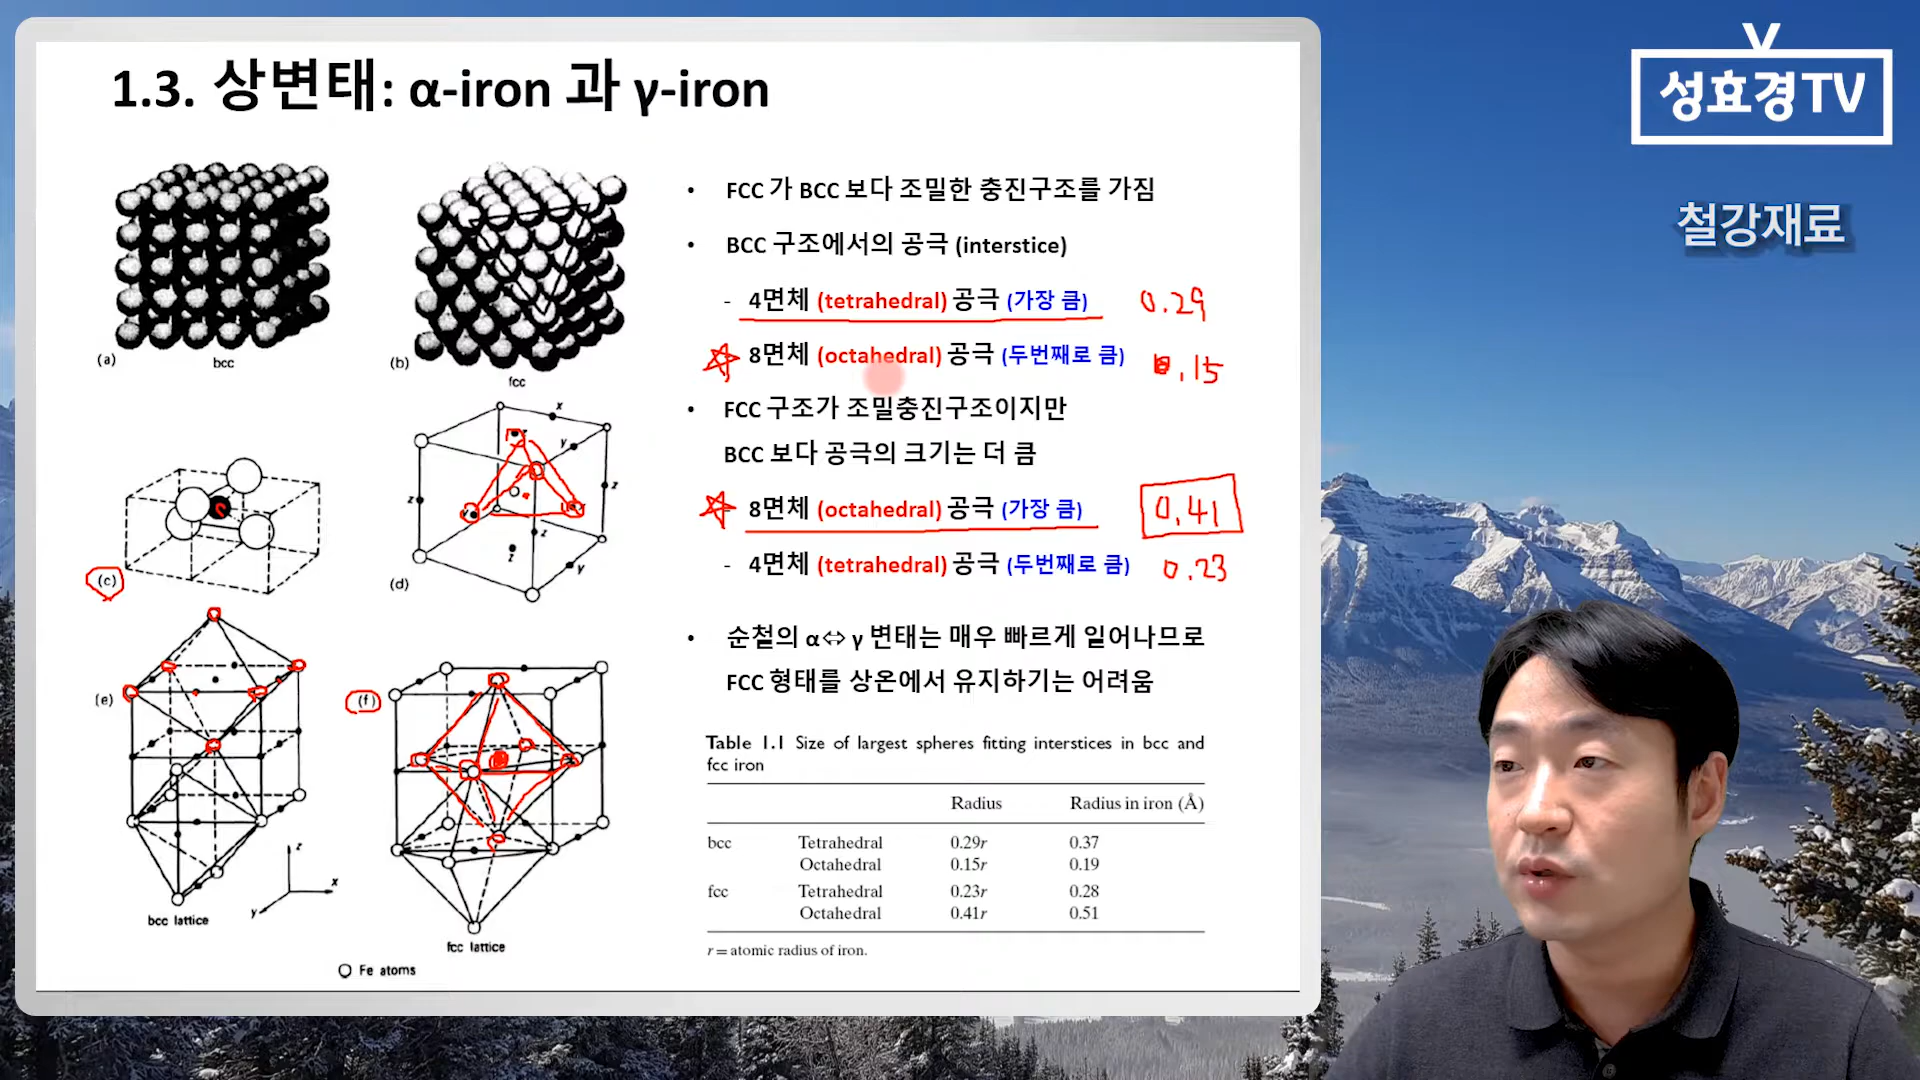 1.3. 상변태: α-iron 과 γ-iron
성효경TV
철강재료
(a)
bcc
(b)
fcc
• FCC 가 BCC 보다 조밀한 충진구조를 가짐
• BCC 구조에서의 공극 (interstice)
- 4면체 (tetrahedral) 공극 (가장 큼) 0.29
8면체 (octahedral) 공극 (두번째로 큼) 0.15
• FCC 구조가 조밀충진구조이지만
BCC 보다 공극의 크기는 더 큼
8면체 (octahedral) 공극 (가장 큼) 0.41
- 4면체 (tetrahedral) 공극 (두번째로 큼) 0.23
• 순철의 α⇔ γ 변태는 매우 빠르게 일어나므로
FCC 형태를 상온에서 유지하기는 어려움
(c)
(d)
x
y
z
z
z
z
y
(e)
bcc lattice
z
x
y
(f)
fcc lattice
Fe atoms
Table 1.1 Size of largest spheres fitting interstices in bcc and
fcc iron
Radius Radius in iron (Å)
bcc Tetrahedral 0.29r 0.37
Octahedral 0.15r 0.19
fcc Tetrahedral 0.23r 0.28
Octahedral 0.41r 0.51
r = atomic radius of iron.